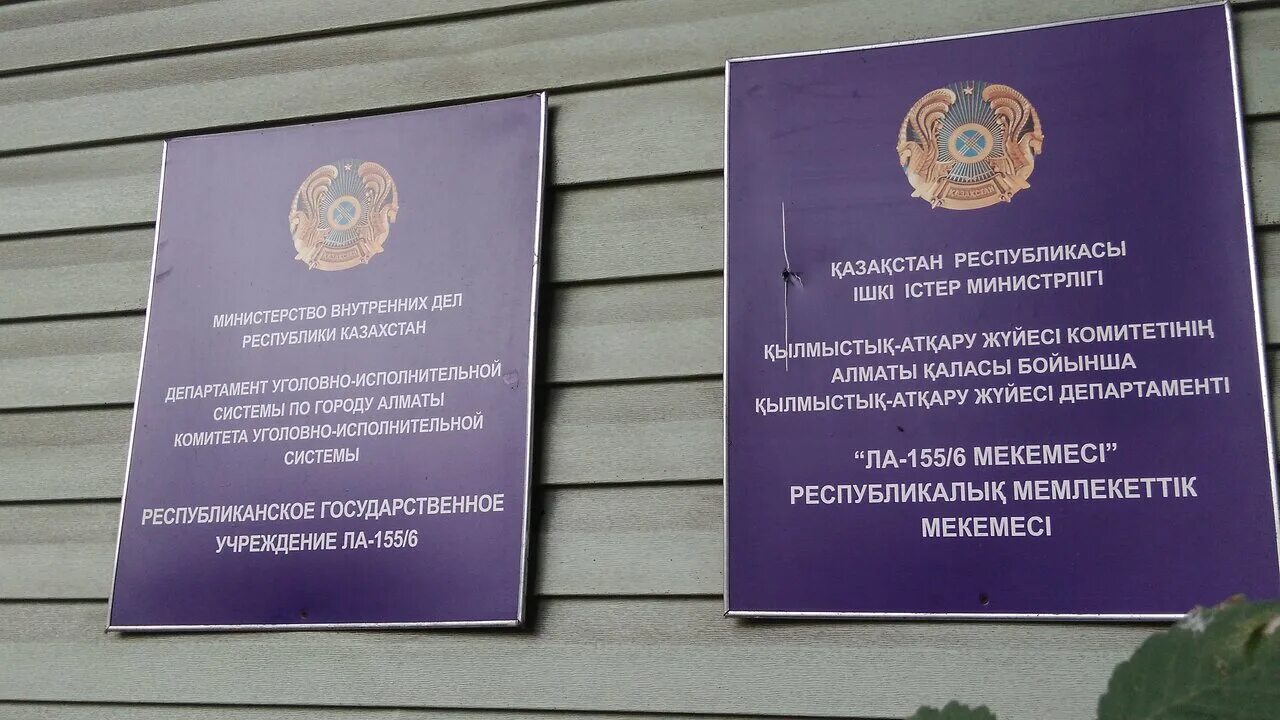 МИНИСТЕРСТВО ВНУТРЕННИХ ДЕЛ
РЕСПУБЛИКИ КАЗАХСТАН
ДЕПАРТАМЕНТ УГОЛОВНО-ИСПОЛНИТЕЛЬНОЙ
СИСТЕМЫ ПО ГОРОДУ АЛМАТЫ
КОМИТЕТА УГОЛОВНО-ИСПОЛНИТЕЛЬНОЙ
СИСТЕМЫ
РЕСПУБЛИКАНСКОЕ ГОСУДАРСТВЕННОЕ
УЧРЕЖДЕНИЕ ЛА-155/6
ҚАЗАҚСТАН
ҚАЗАҚСТАН РЕСПУБЛИКАСЫ
ІШКІ ІСТЕР МИНИСТРЛІГІ
ҚЫЛМЫСТЫҚ-АТҚАРУ ЖҮЙЕСІ КОМИТЕТІНІҢ
АЛМАТЫ ҚАЛАСЫ БОЙЫНША
ҚЫЛМЫСТЫҚ-АТҚАРУ ЖҮЙЕСІ ДЕПАРТАМЕНТІ
“ЛА-155/6 МЕКЕМЕСІ”
РЕСПУБЛИКАЛЫҚ МЕМЛЕКЕТТІК
МЕКЕМЕСІ